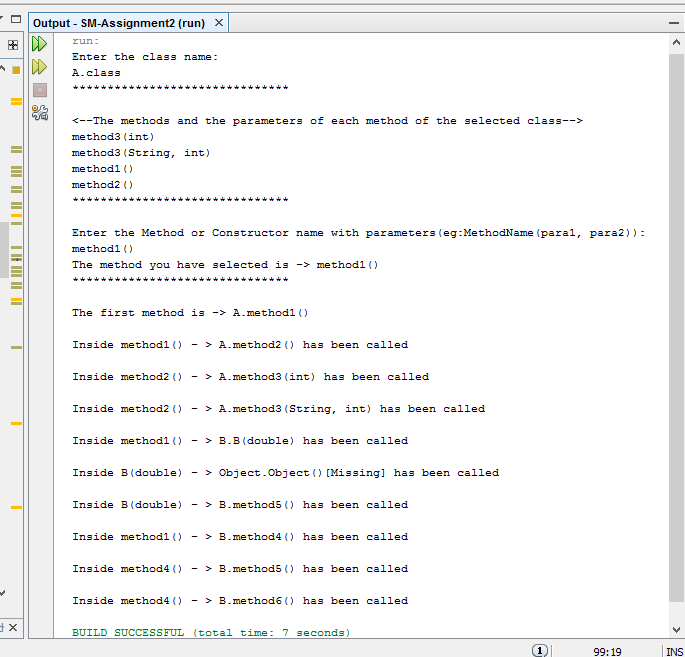 Output - SM-Assignment2 (run) ×
run:
Enter the class name:
A.class
*******************************
<--The methods and the parameters of each method of the selected class-->
method3(int)
method3(String, int)
method1()
method2()
*******************************
Enter the Method or Constructor name with parameters(eg:MethodName(para1, para2)):
method1()
The method you have selected is -> method1()
*******************************
The first method is -> A.method1()
Inside method1() - > A.method2() has been called
Inside method2() - > A.method3(int) has been called
Inside method2() - > A.method3(String, int) has been called
Inside method1() - > B.B(double) has been called
Inside B(double) - > Object.Object()[Missing] has been called
Inside B(double) - > B.method5() has been called
Inside method1() - > B.method4() has been called
Inside method4() - > B.method5() has been called
Inside method4() - > B.method6() has been called
BUILD SUCCESSFUL (total time: 7 seconds)
1 99:19 INS